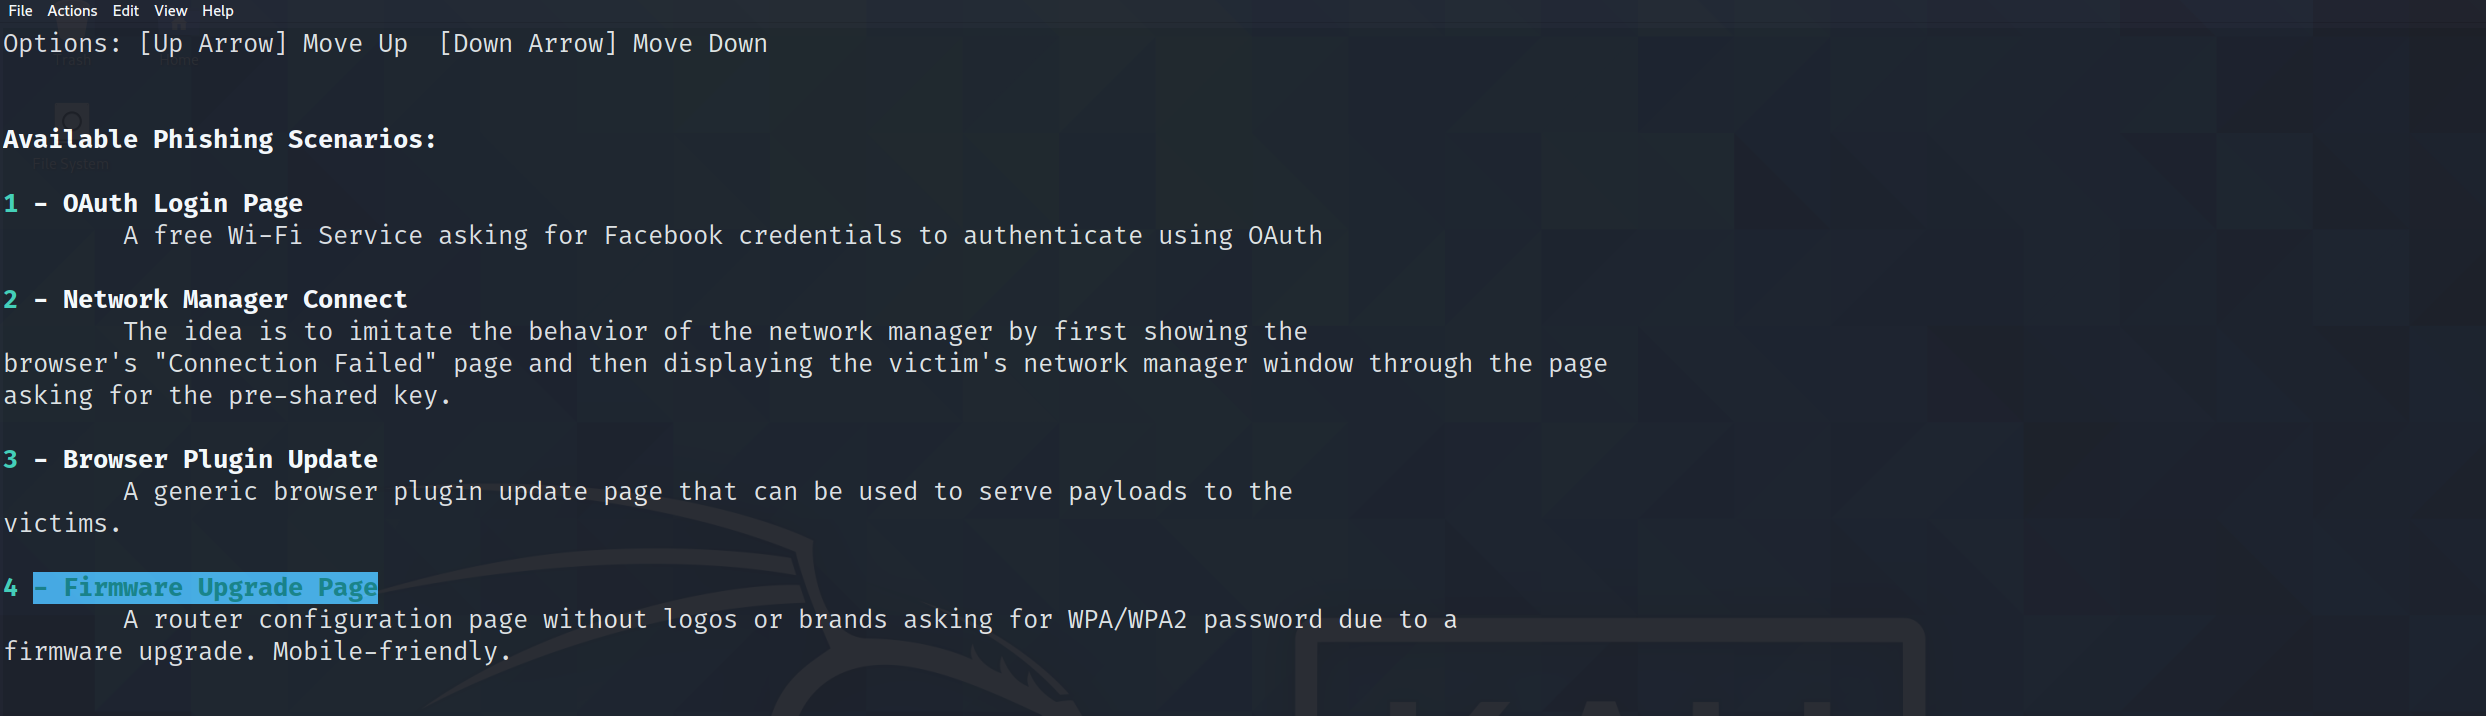 File Actions Edit View Help
Options: [Up Arrow] Move Up  [Down Arrow] Move Down
Trash Home
File System
Available Phishing Scenarios:
1 - OAuth Login Page
A free Wi-Fi Service asking for Facebook credentials to authenticate using OAuth
2 - Network Manager Connect
The idea is to imitate the behavior of the network manager by first showing the
browser's "Connection Failed" page and then displaying the victim's network manager window through the page
asking for the pre-shared key.
3 - Browser Plugin Update
A generic browser plugin update page that can be used to serve payloads to the
victims.
4 - Firmware Upgrade Page
A router configuration page without logos or brands asking for WPA/WPA2 password due to a
firmware upgrade. Mobile-friendly.